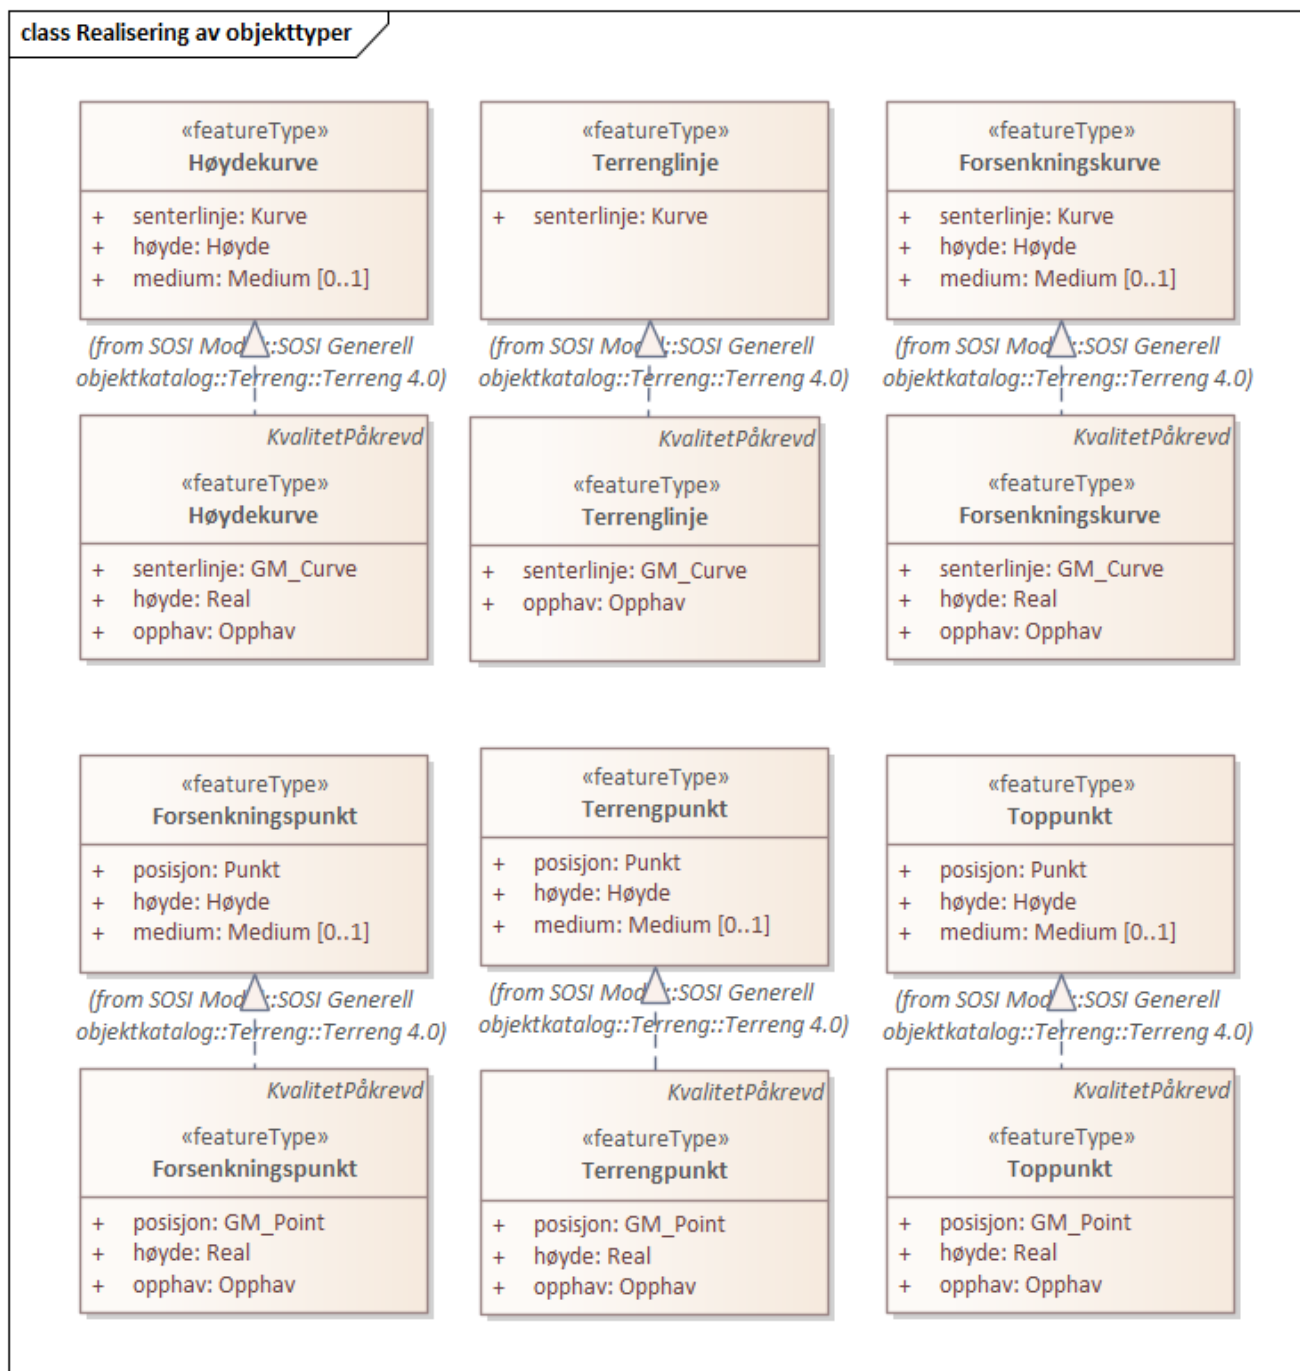 class Realisering av objekttyper
«featureType»
Høydekurve
+ senterlinje: Kurve
+ høyde: Høyde
+ medium: Medium [0..1]
(from SOSI Model::SOSI Generell
objektkatalog::Terreng::Terreng 4.0)
«featureType»
Terrenglinje
+ senterlinje: Kurve
(from SOSI Model::SOSI Generell
objektkatalog::Terreng::Terreng 4.0)
«featureType»
Forsenkningskurve
+ senterlinje: Kurve
+ høyde: Høyde
+ medium: Medium [0..1]
(from SOSI Model::SOSI Generell
objektkatalog::Terreng::Terreng 4.0)
KvalitetPåkrevd
«featureType»
Høydekurve
+ senterlinje: GM_Curve
+ høyde: Real
+ opphav: Opphav
KvalitetPåkrevd
«featureType»
Terrenglinje
+ senterlinje: GM_Curve
+ opphav: Opphav
KvalitetPåkrevd
«featureType»
Forsenkningskurve
+ senterlinje: GM_Curve
+ høyde: Real
+ opphav: Opphav
«featureType»
Forsenkningspunkt
+ posisjon: Punkt
+ høyde: Høyde
+ medium: Medium [0..1]
(from SOSI Model::SOSI Generell
objektkatalog::Terreng::Terreng 4.0)
«featureType»
Terrengpunkt
+ posisjon: Punkt
+ høyde: Høyde
+ medium: Medium [0..1]
(from SOSI Model::SOSI Generell
objektkatalog::Terreng::Terreng 4.0)
«featureType»
Toppunkt
+ posisjon: Punkt
+ høyde: Høyde
+ medium: Medium [0..1]
(from SOSI Model::SOSI Generell
objektkatalog::Terreng::Terreng 4.0)
KvalitetPåkrevd
«featureType»
Forsenkningspunkt
+ posisjon: GM_Point
+ høyde: Real
+ opphav: Opphav
KvalitetPåkrevd
«featureType»
Terrengpunkt
+ posisjon: GM_Point
+ høyde: Real
+ opphav: Opphav
KvalitetPåkrevd
«featureType»
Toppunkt
+ posisjon: GM_Point
+ høyde: Real
+ opphav: Opphav